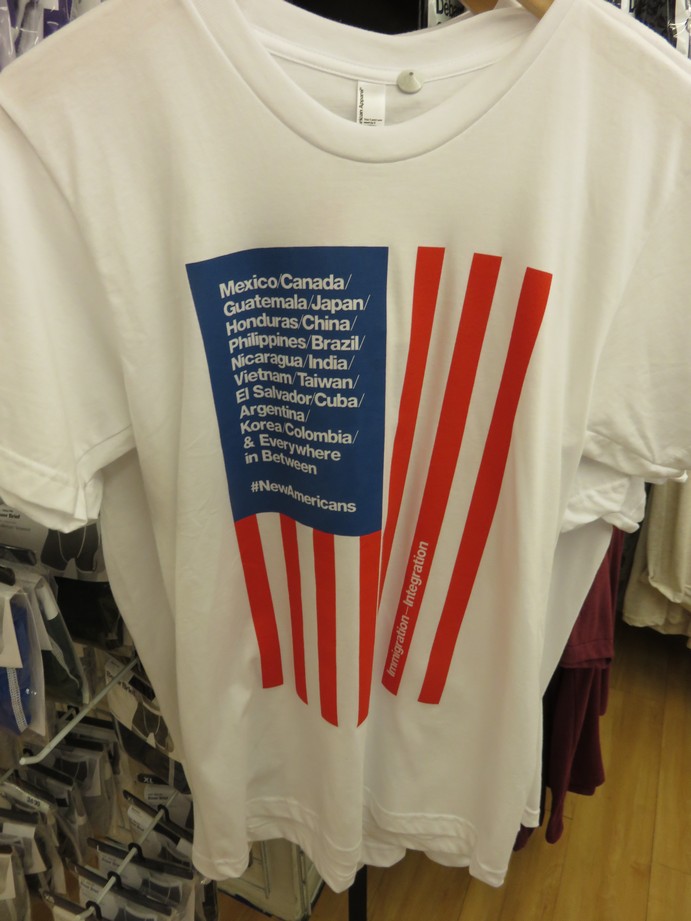 Mexico/Canada/
Guatemala/Japan/
Honduras/China/
Philippines/Brazil/
Nicaragua/India/
Vietnam/Taiwan/
El Salvador/Cuba/
Argentina/
Korea/Colombia/
& Everywhere
in Between
#NewAmericans
Immigration—Integration
XL